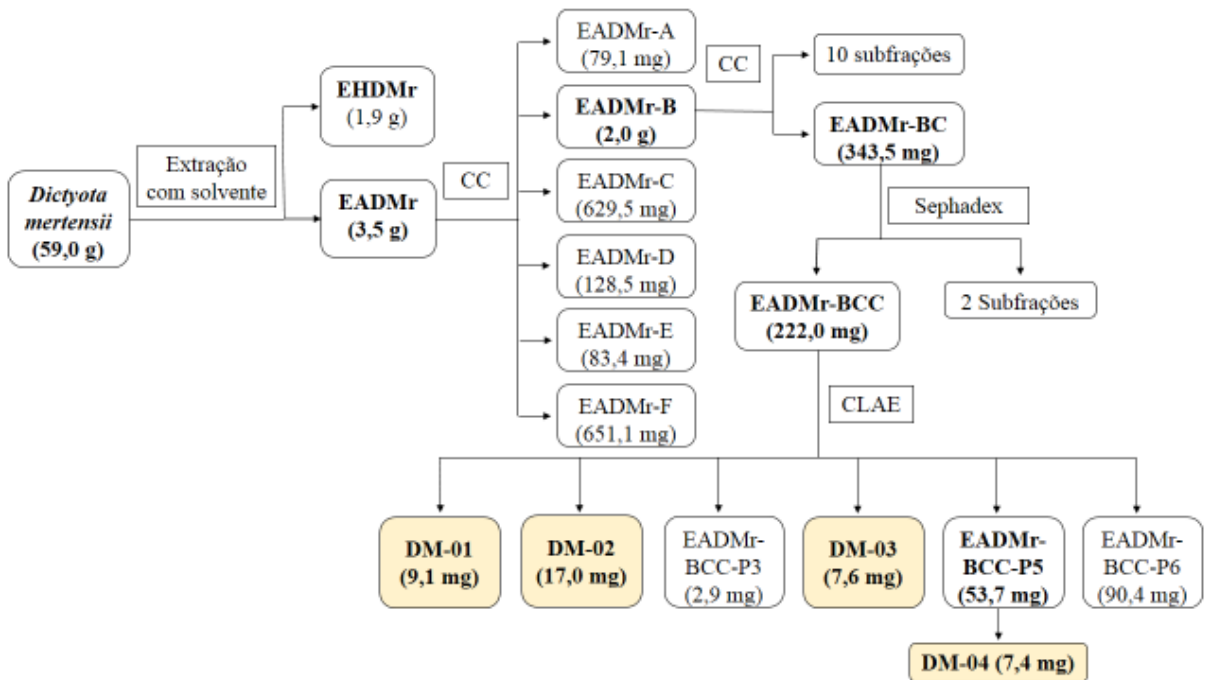 Dictyota
mertensii
(59,0 g)
Extração
com solvente
EHDMr
(1,9 g)
EADMr
(3,5 g)
CC
EADMr-A
(79,1 mg)
EADMr-B
(2,0 g)
EADMr-C
(629,5 mg)
EADMr-D
(128,5 mg)
EADMr-E
(83,4 mg)
EADMr-F
(651,1 mg)
CC
10 subfrações
EADMr-BC
(343,5 mg)
Sephadex
EADMr-BCC
(222,0 mg)
2 Subfrações
CLAE
DM-01
(9,1 mg)
DM-02
(17,0 mg)
EADMr-
BCC-P3
(2,9 mg)
DM-03
(7,6 mg)
EADMr-
BCC-P5
(53,7 mg)
EADMr-
BCC-P6
(90,4 mg)
DM-04 (7,4 mg)